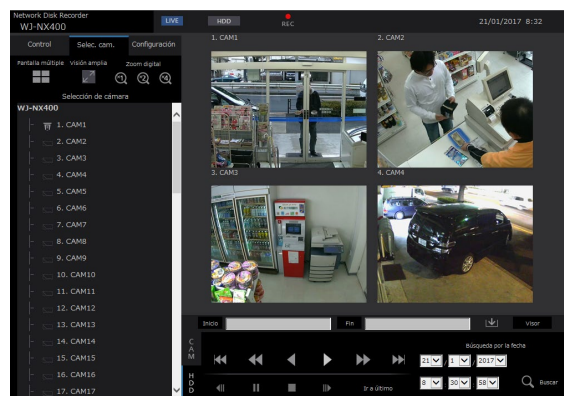 Network Disk Recorder
WJ-NX400
LIVE
HDD
REC
21/01/2017 8:32
Control
Selec. cam.
Configuración
Pantalla múltiple
Visión amplia
Zoom digital
x1
x2
x4
Selección de cámara
WJ-NX400
1. CAM1
2. CAM2
3. CAM3
4. CAM4
5. CAM5
6. CAM6
7. CAM7
8. CAM8
9. CAM9
10. CAM10
11. CAM11
12. CAM12
13. CAM13
14. CAM14
15. CAM15
16. CAM16
17. CAM17
1. CAM1
2. CAM2
3. CAM3
4. CAM4
Inicio
Fin
Visor
CAM
HDD
Ir a último
Búsqueda por la fecha
21 / 1 / 2017
8 : 30 : 58
Buscar